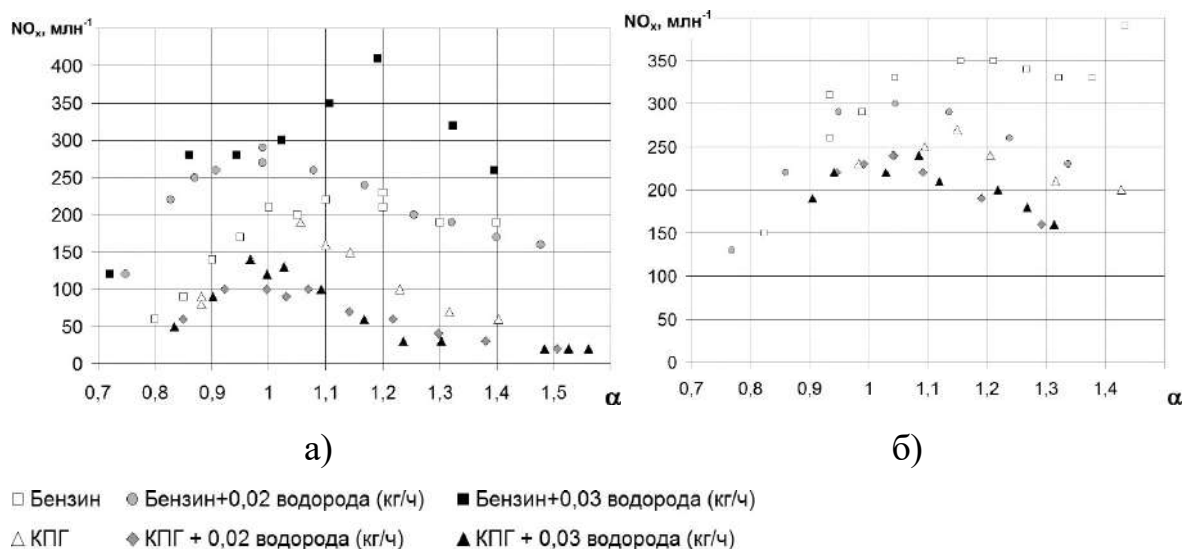 NOx, млн-1
400
350
300
250
200
150
100
50
0
0,7 0,8 0,9 1 1,1 1,2 1,3 1,4 1,5 α
а)
NOx, млн-1
350
300
250
200
150
100
50
0
0,7 0,8 0,9 1 1,1 1,2 1,3 1,4 α
б)
Бензин Бензин+0,02 водорода (кг/ч) Бензин+0,03 водорода (кг/ч)
КПГ КПГ + 0,02 водорода (кг/ч) КПГ + 0,03 водорода (кг/ч)